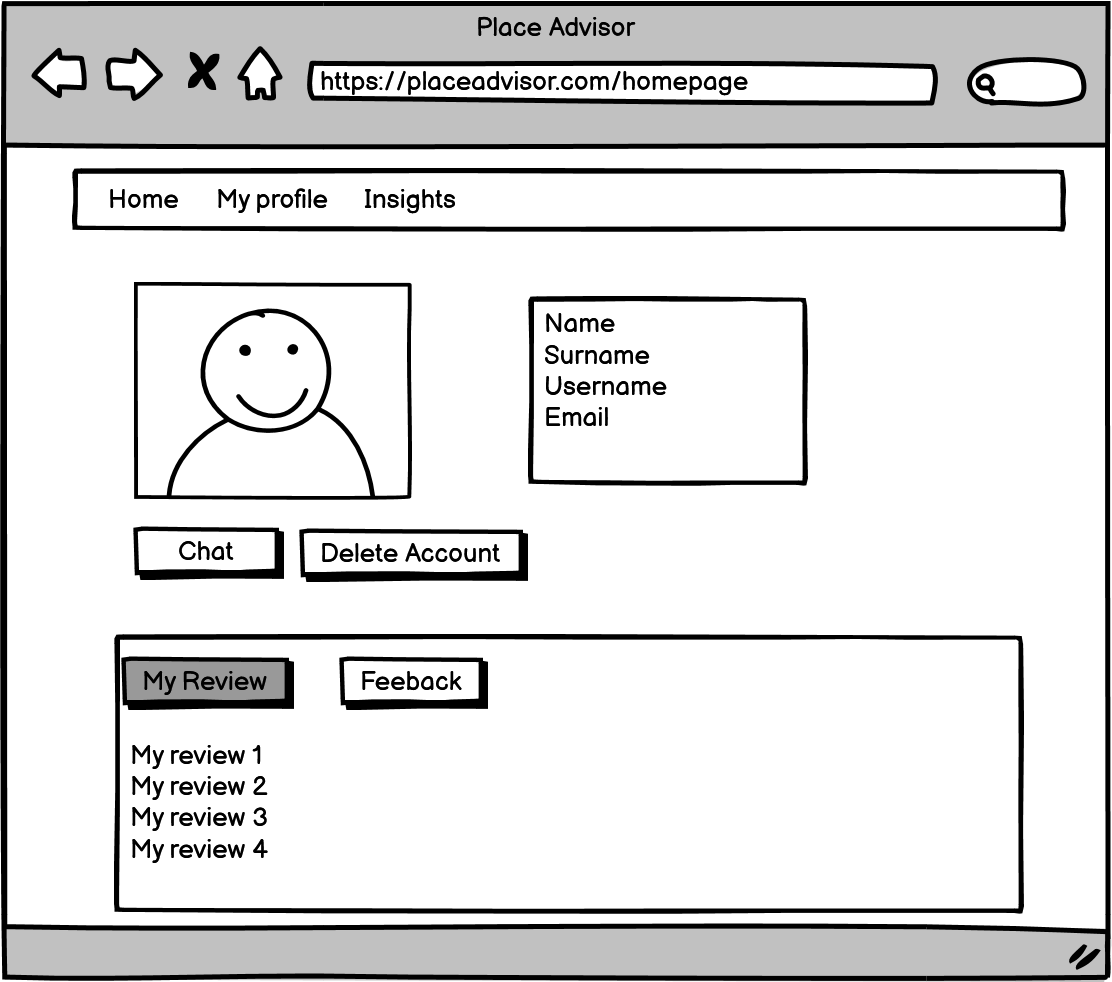 Place Advisor
https://placeadvisor.com/homepage
Home My profile Insights
Name
Surname
Username
Email
Chat Delete Account
My Review Feeback
My review 1
My review 2
My review 3
My review 4